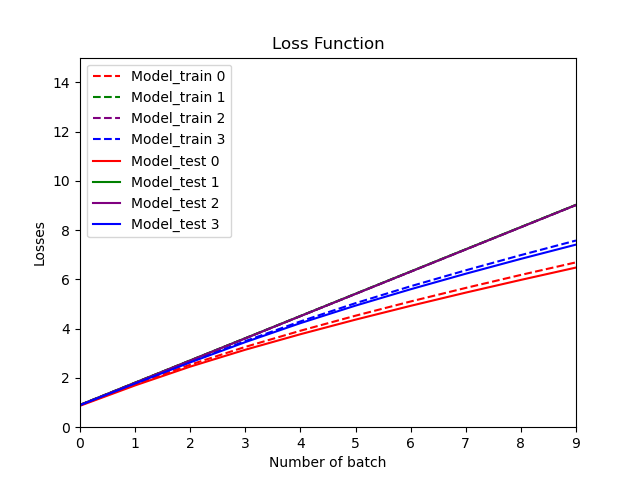 Loss Function
Losses
14
12
10
8
6
4
2
0
Model_train 0
Model_train 1
Model_train 2
Model_train 3
Model_test 0
Model_test 1
Model_test 2
Model_test 3
0 1 2 3 4 5 6 7 8 9
Number of batch